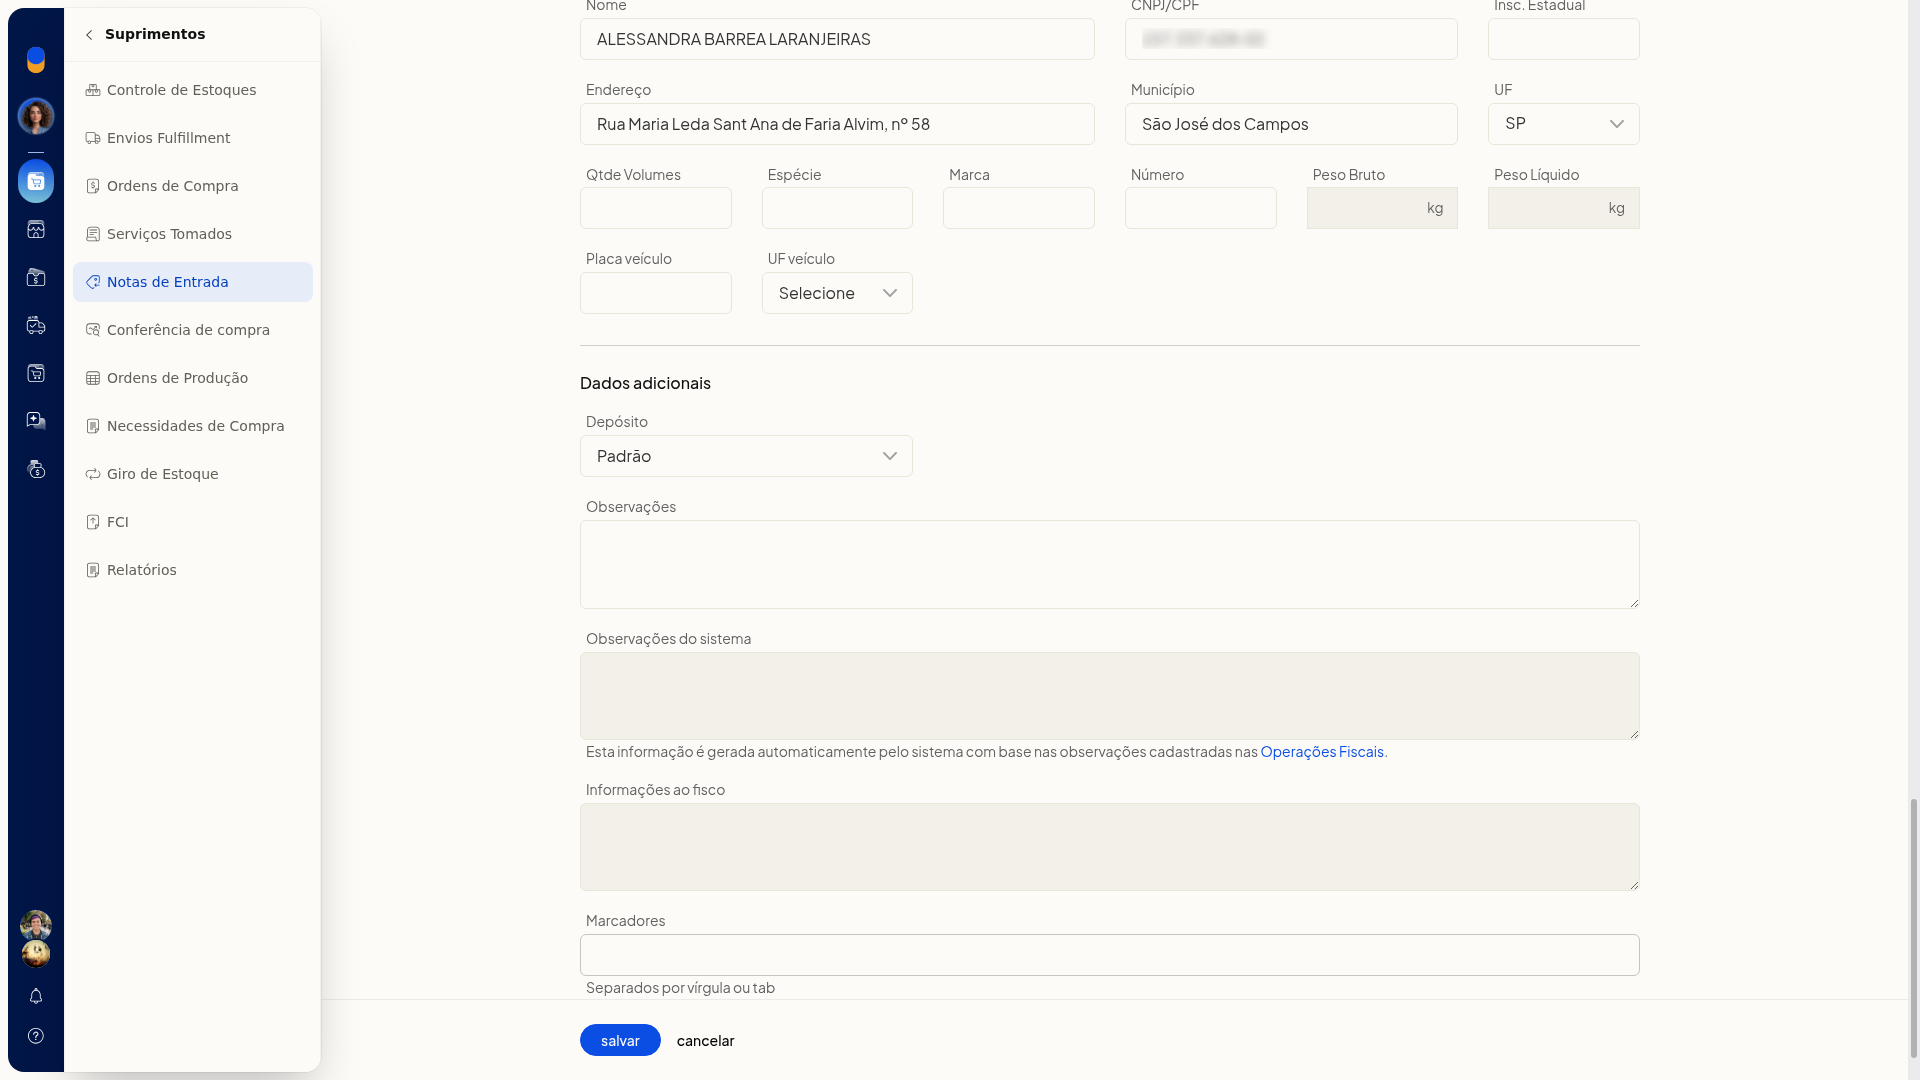 Suprimentos
Controle de Estoques
Envios Fulfillment
Ordens de Compra
Serviços Tomados
Notas de Entrada
Conferência de compra
Ordens de Produção
Necessidades de Compra
Giro de Estoque
FCI
Relatórios
Nome CNPJ/CPF Insc. Estadual
ALESSANDRA BARREA LARANJEIRAS
Endereço Município UF
Rua Maria Leda Sant Ana de Faria Alvim, nº 58 São José dos Campos SP
Qtde Volumes Espécie Marca Número Peso Bruto Peso Líquido
kg kg
Placa veículo UF veículo
Selecione
Dados adicionais
Depósito
Padrão
Observações
Observações do sistema
Esta informação é gerada automaticamente pelo sistema com base nas observações cadastradas nas Operações Fiscais.
Informações ao fisco
Marcadores
Separados por vírgula ou tab
salvar cancelar